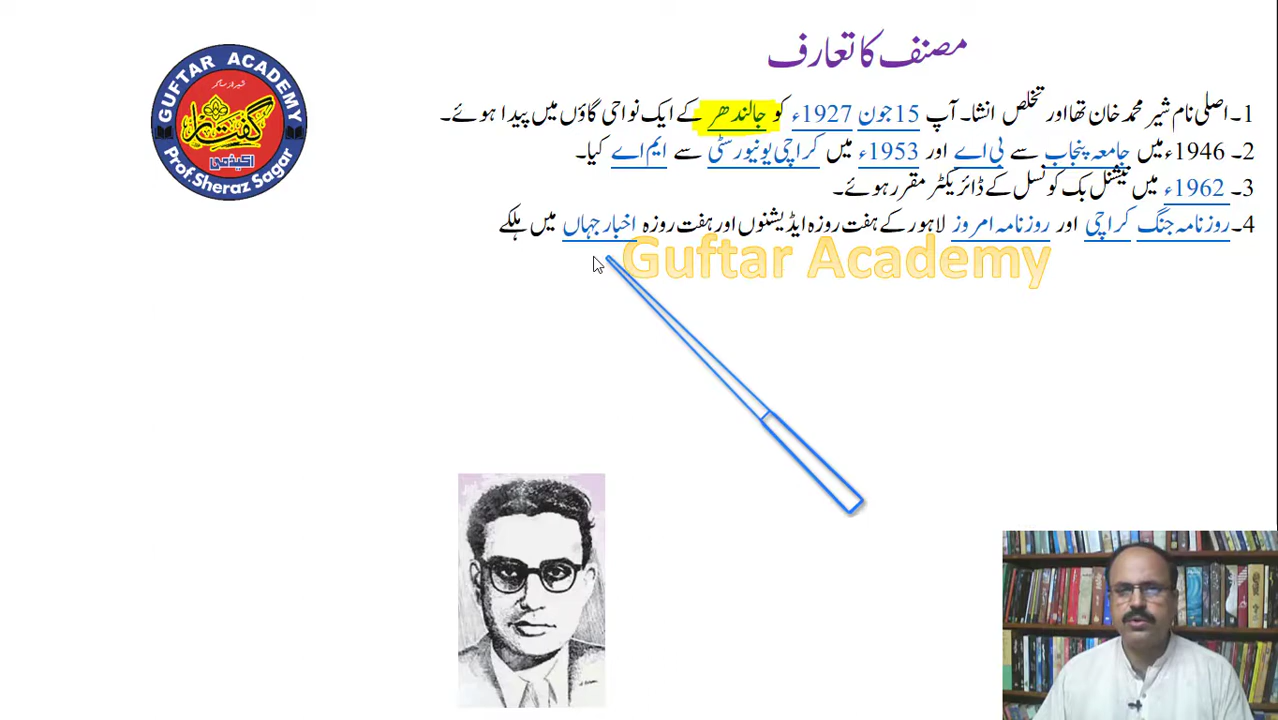 GUFTAR ACADEMY
گفتار
اکیڈمی
Prof.Sheraz Sagar
مصنف کا تعارف
1۔ اصلی نام شیر محمد خان تھا اور تخلص انشا۔ آپ 15 جون 1927ء کو جالندھر کے ایک نواحی گاؤں میں پیدا ہوئے۔
2۔ 1946ء میں جامعہ پنجاب سے بی اے اور 1953ء میں کراچی یونیورسٹی سے ایم اے کیا۔
3۔ 1962ء میں نیشنل بک کونسل کے ڈائریکٹر مقرر ہوئے۔
4۔ روزنامہ جنگ کراچی اور روزنامہ امروز لاہور کے ہفت روزہ ایڈیشنوں اور ہفت روزہ اخبار جہاں میں ہلکے
Guftar Academy